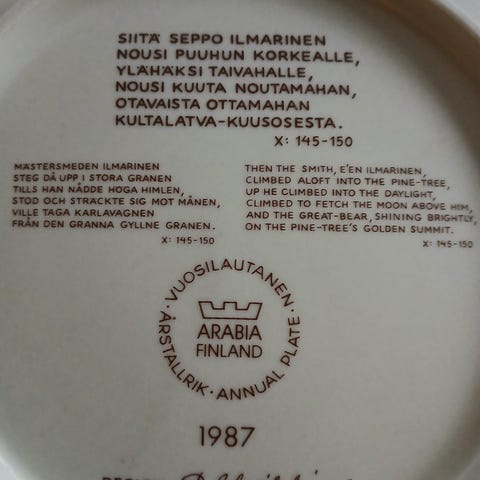 SIITÄ SEPPO ILMARINEN
NOUSI PUUHUN KORKEALLE,
YLÄHÄKSI TAIVAHALLE,
NOUSI KUUTA NOUTAMAHAN,
OTAVAISTA OTTAMAHAN
KULTALATVA-KUUSOSESTA.
X: 145-150
MÄSTERSMEDEN ILMARINEN
STEG DÅ UPP I STORA GRANEN
TILLS HAN NÅDDE HÖGA HIMLEN,
STOD OCH STRÄCKTE SIG MOT MÅNEN,
VILLE TAGA KARLAVAGNEN
FRÅN DEN GRANNA GYLLNE GRANEN.
X: 145-150
THEN THE SMITH, E'EN ILMARINEN,
CLIMBED ALOFT INTO THE PINE-TREE,
UP HE CLIMBED INTO THE DAYLIGHT,
CLIMBED TO FETCH THE MOON ABOVE HIM,
AND THE GREAT-BEAR, SHINING BRIGHTLY,
ON THE PINE-TREE'S GOLDEN SUMMIT.
X: 145-150
· VUOSILAUTANEN · ANNUAL PLATE · ÅRSTALLRIK
ARABIA
FINLAND
1987